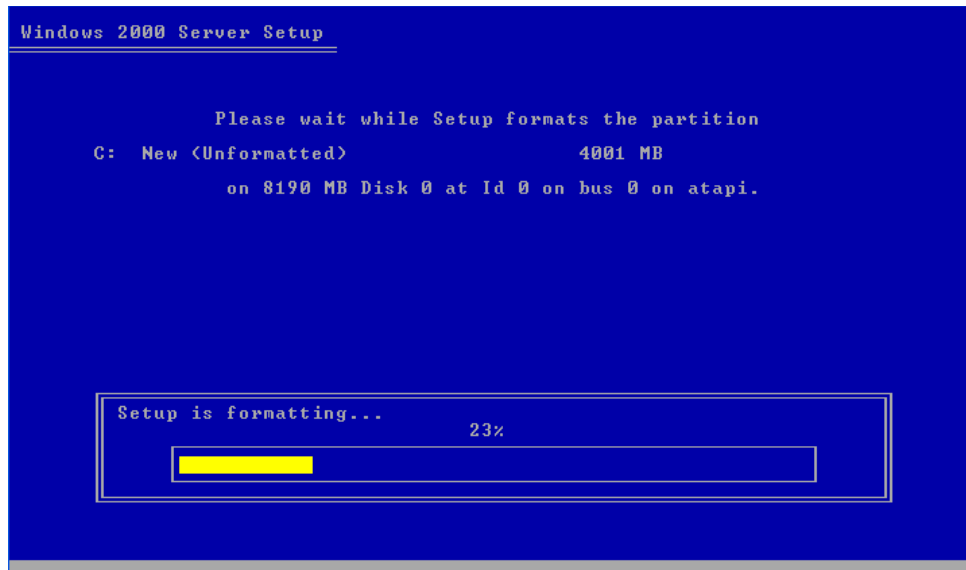 Windows 2000 Server Setup
Please wait while Setup formats the partition
C: New (Unformatted) 4001 MB
on 8190 MB Disk 0 at Id 0 on bus 0 on atapi.
Setup is formatting...
23%